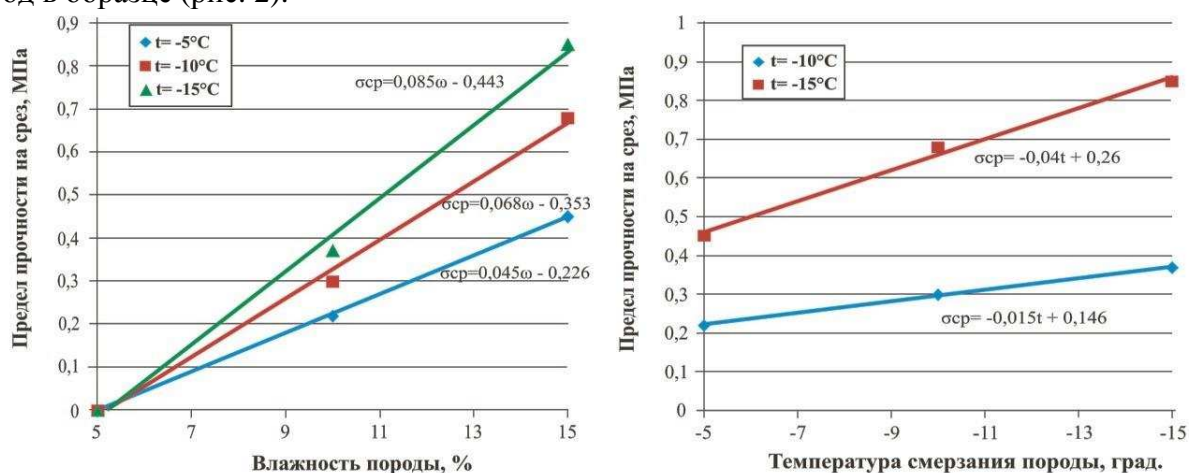 од в образце (рис. 2).
Предел прочности на срез, МПа
0,9
0,8
0,7
0,6
0,5
0,4
0,3
0,2
0,1
0
t= -5°C
t= -10°C
t= -15°C
σср=0,085ω - 0,443
σср=0,068ω - 0,353
σср=0,045ω - 0,226
5 7 9 11 13 15
Влажность породы, %
Предел прочности на срез, МПа
1
0,9
0,8
0,7
0,6
0,5
0,4
0,3
0,2
0,1
0
t= -10°C
t= -15°C
σср= -0,04t + 0,26
σср= -0,015t + 0,146
-5 -7 -9 -11 -13 -15
Температура смерзания породы, град.